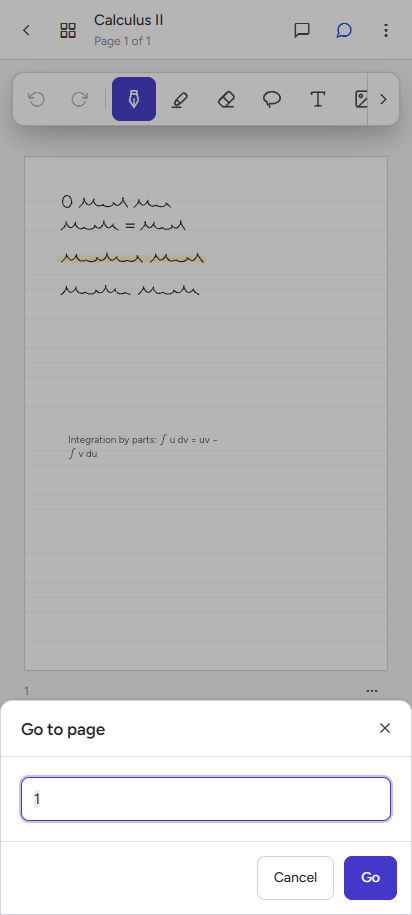 Calculus II
Page 1 of 1
Integration by parts: ∫ u dv = uv −
∫ v du
1
Go to page
1
Cancel
Go